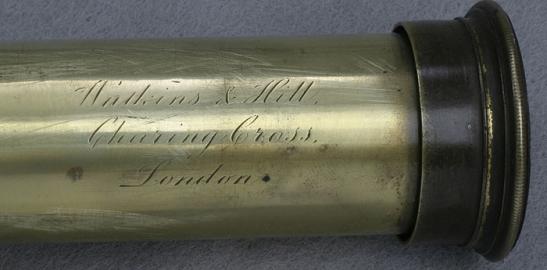 Watkins & Hill,
Charing Cross,
London.